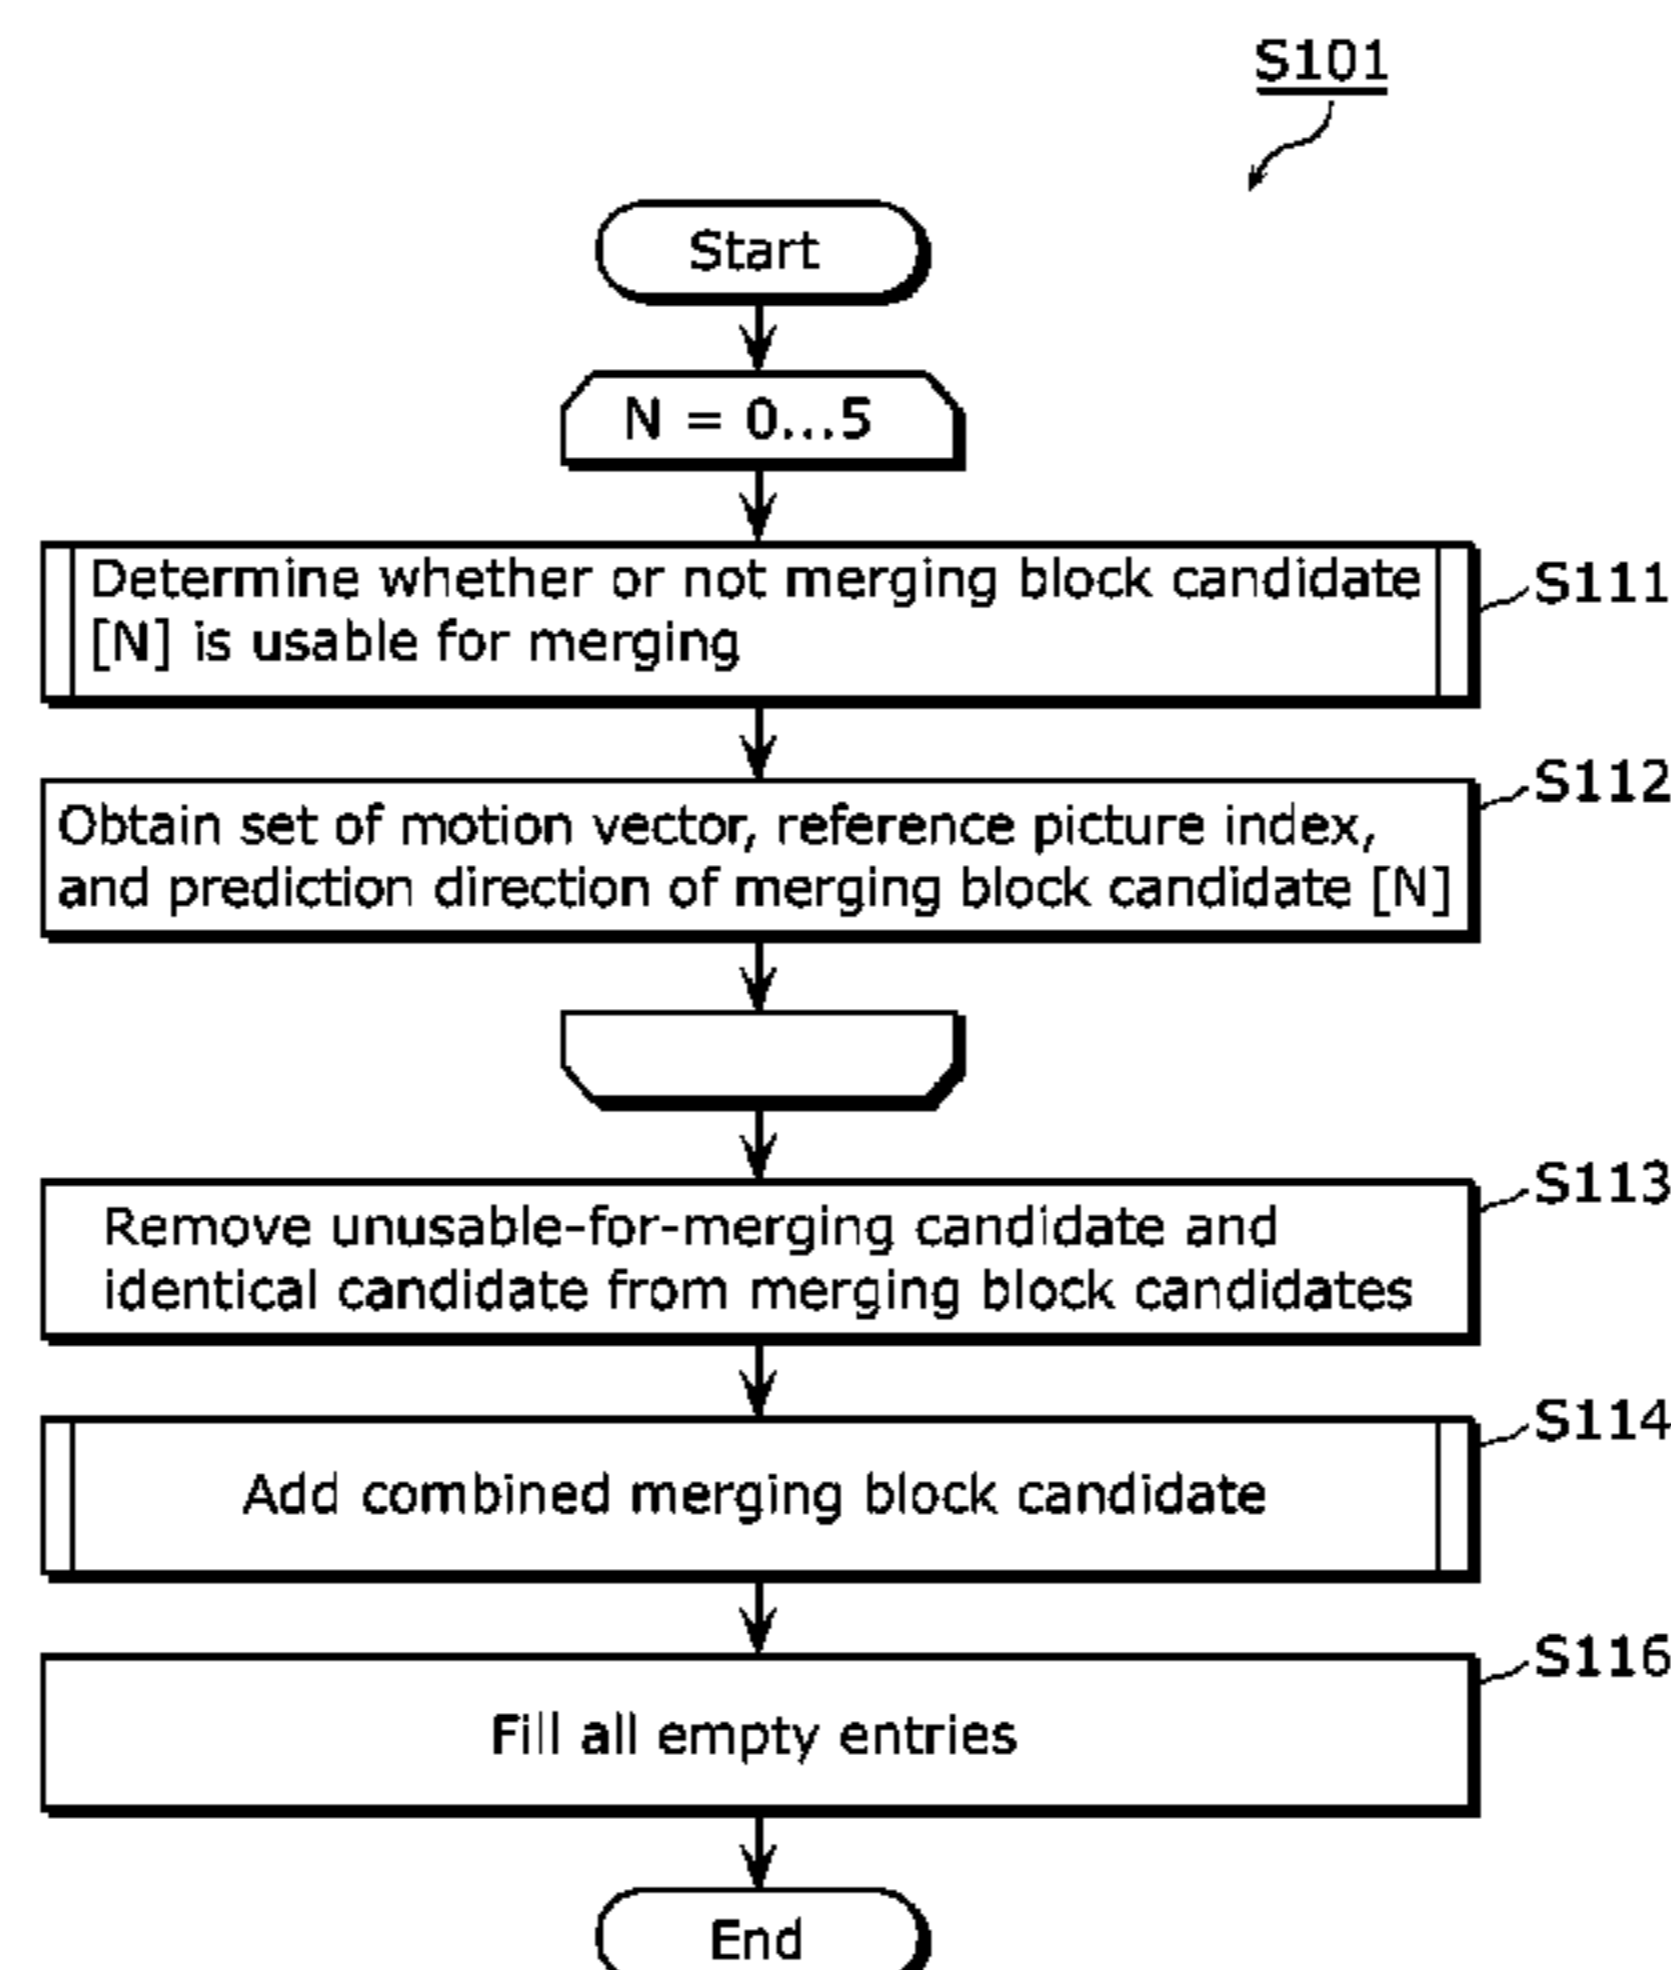 S101
Start
N = 0...5
Determine whether or not merging block candidate
[N] is usable for merging
S111
S112
Obtain set of motion vector, reference picture index,
and prediction direction of merging block candidate [N]
S113
Remove unusable-for-merging candidate and
identical candidate from merging block candidates
S114
Add combined merging block candidate
S116
Fill all empty entries
End